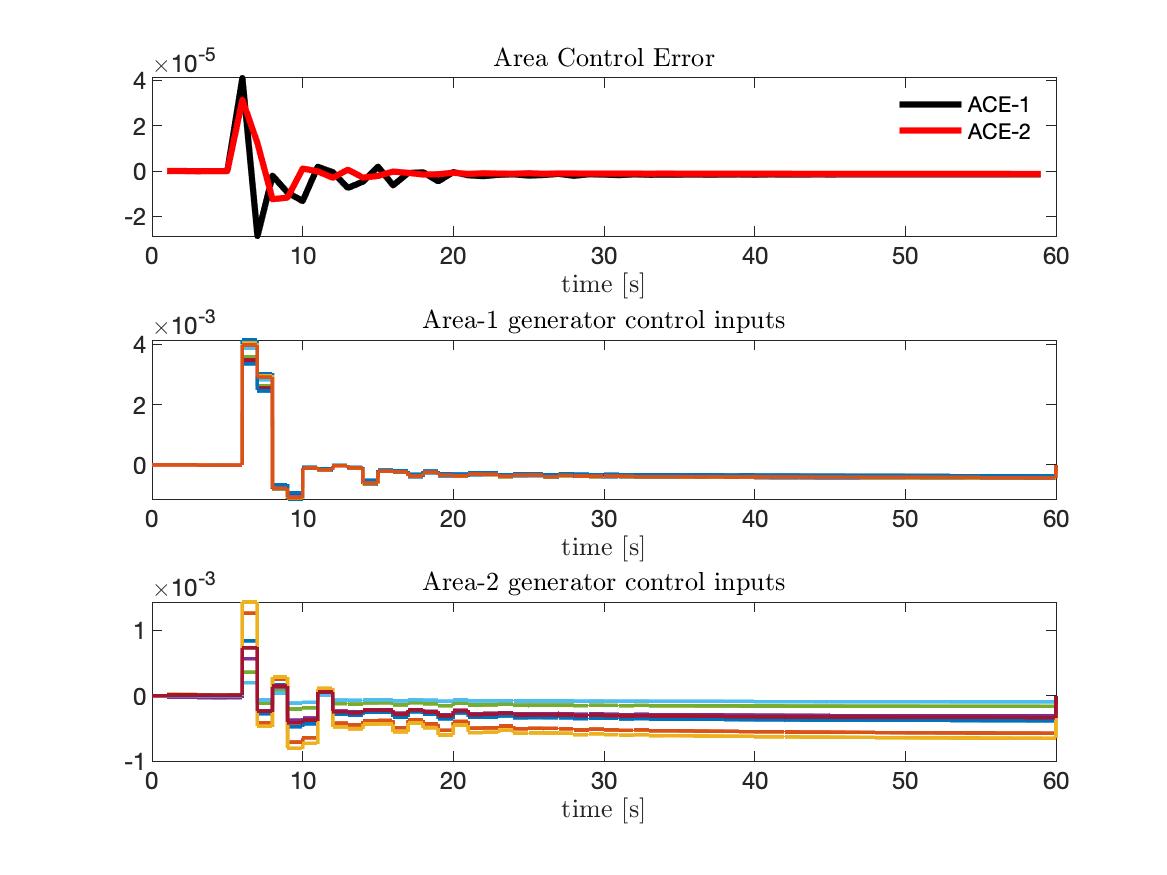 Area Control Error
×10-5
4
2
0
-2
ACE-1
ACE-2
0 10 20 30 40 50 60
time [s]
Area-1 generator control inputs
×10-3
4
2
0
0 10 20 30 40 50 60
time [s]
Area-2 generator control inputs
×10-3
1
0
-1
0 10 20 30 40 50 60
time [s]